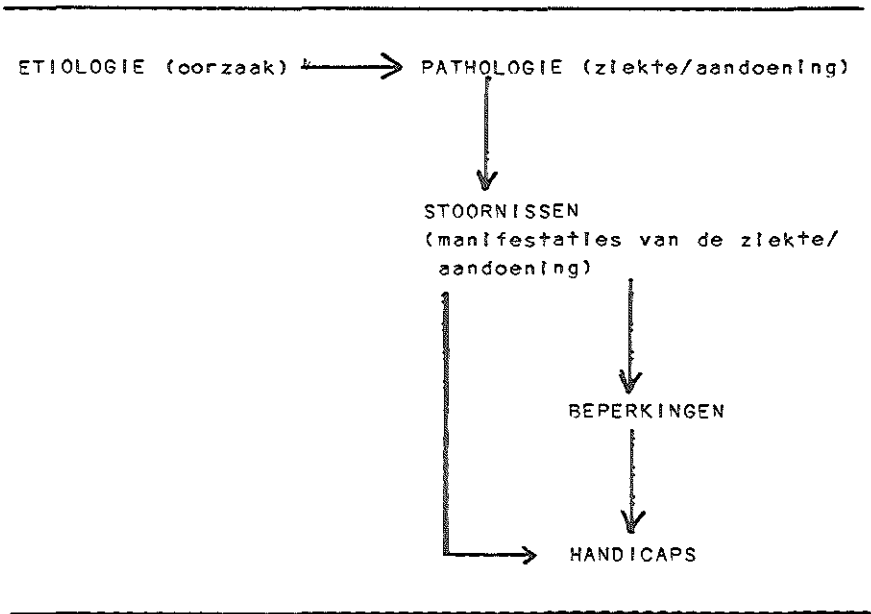 ETIOLOGIE (oorzaak) PATHOLOGIE (ziekte/aandoening)
STOORNISSEN
(manifestaties van de ziekte/
aandoening)
BEPERKINGEN
HANDICAPS